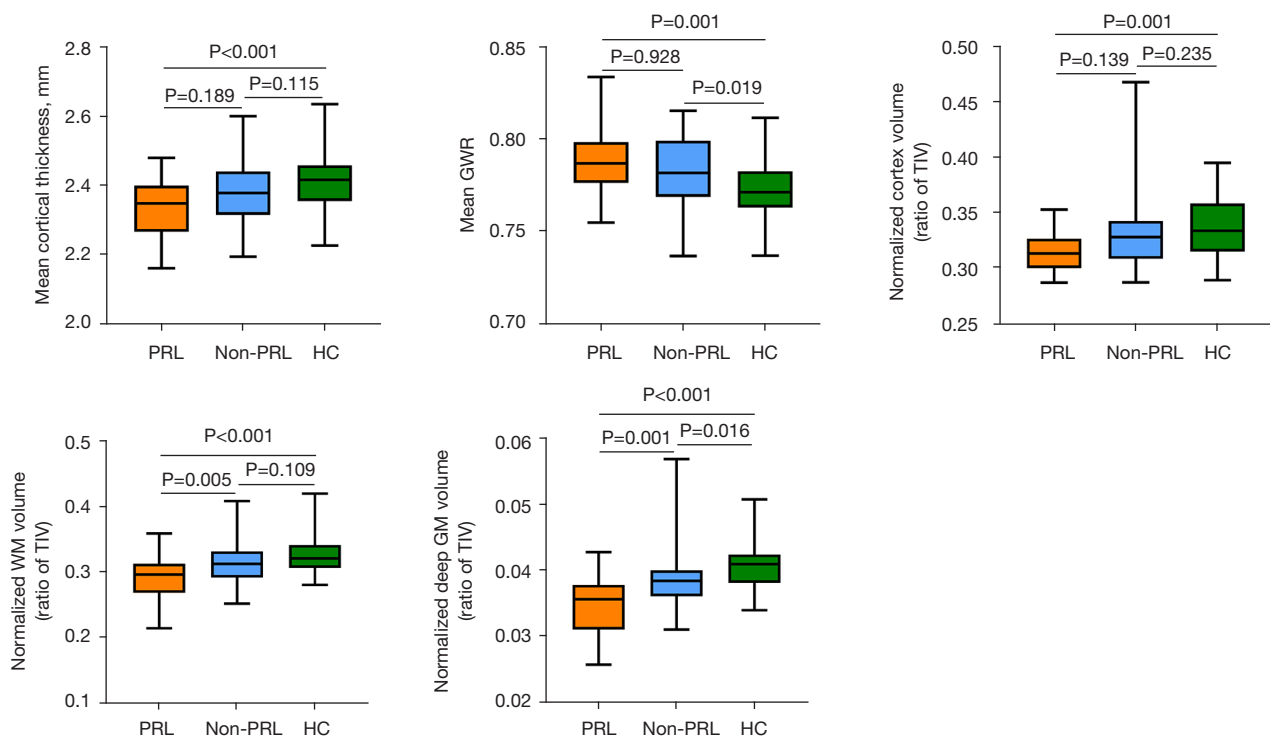 P<0.001
P=0.189
P=0.115
Mean cortical thickness, mm
2.8
2.6
2.4
2.2
2.0
PRL
Non-PRL
HC
P=0.001
P=0.928
P=0.019
Mean GWR
0.85
0.80
0.75
0.70
PRL
Non-PRL
HC
P=0.001
P=0.139
P=0.235
Normalized cortex volume
(ratio of TIV)
0.50
0.45
0.40
0.35
0.30
0.25
PRL
Non-PRL
HC
P<0.001
P=0.005
P=0.109
Normalized WM volume
(ratio of TIV)
0.5
0.4
0.3
0.2
0.1
PRL
Non-PRL
HC
P<0.001
P=0.001
P=0.016
Normalized deep GM volume
(ratio of TIV)
0.06
0.05
0.04
0.03
0.02
PRL
Non-PRL
HC